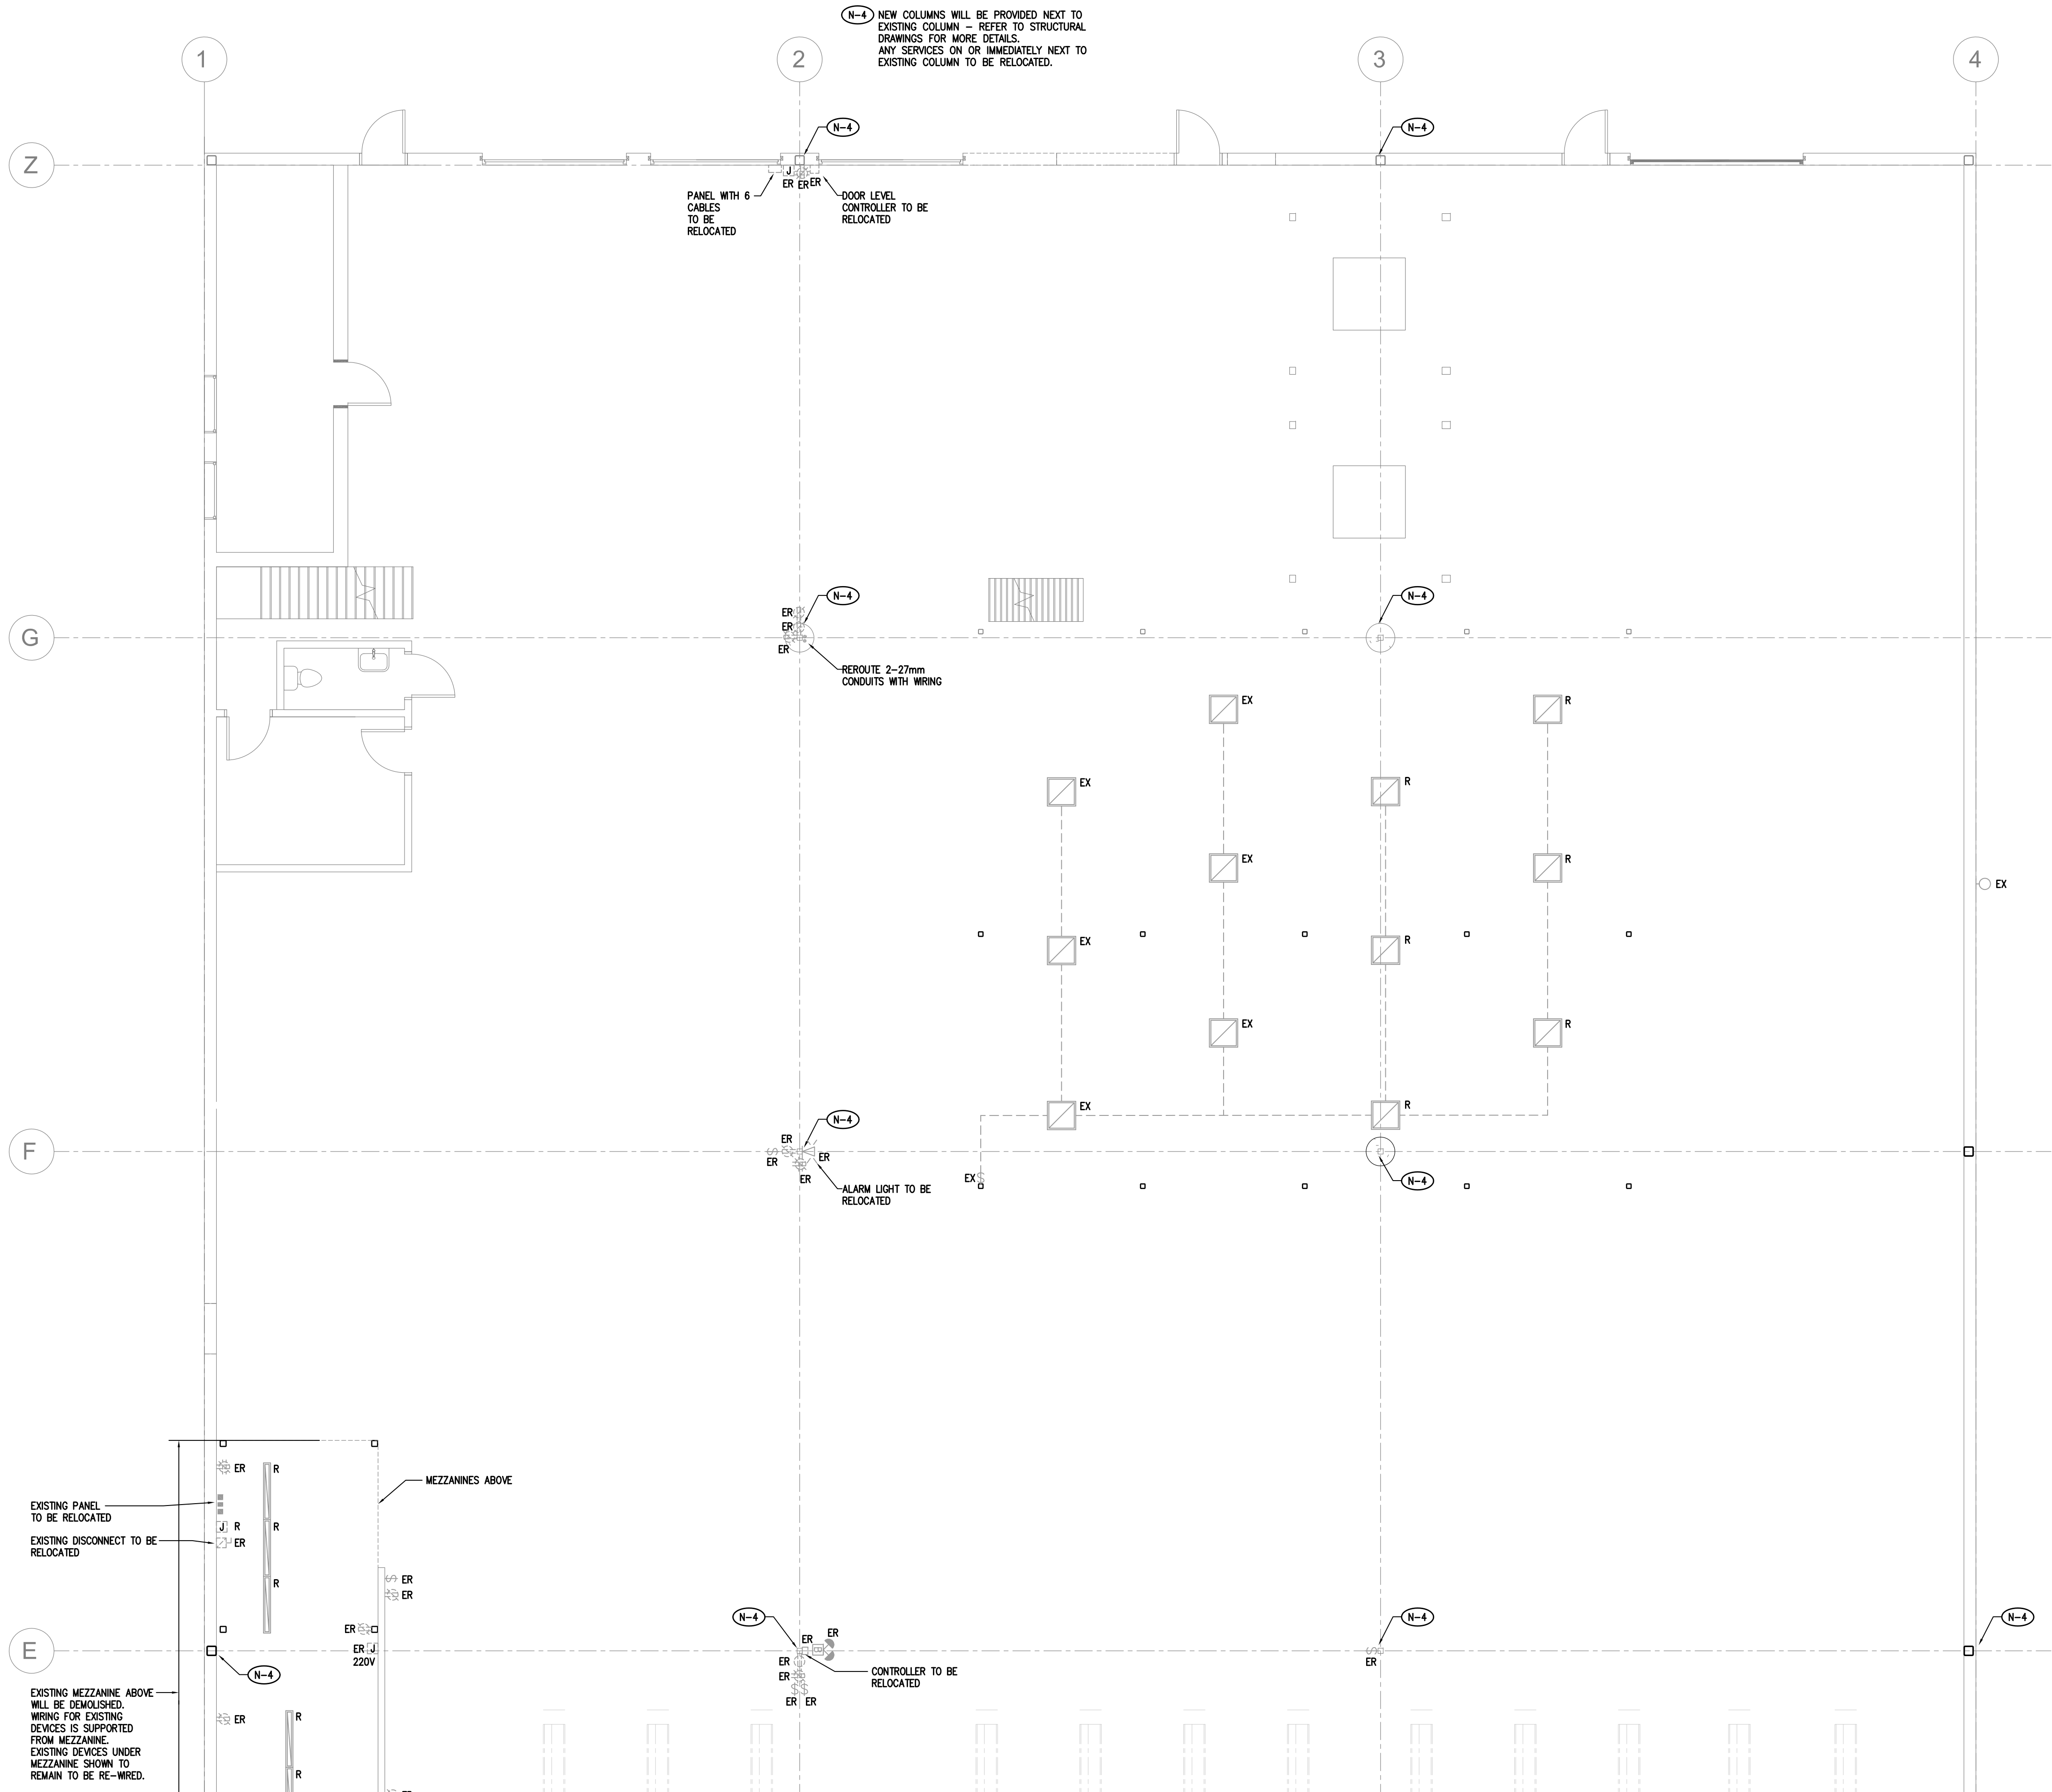 N-4 NEW COLUMNS WILL BE PROVIDED NEXT TO
EXISTING COLUMN - REFER TO STRUCTURAL
DRAWINGS FOR MORE DETAILS.
ANY SERVICES ON OR IMMEDIATELY NEXT TO
EXISTING COLUMN TO BE RELOCATED.
1
2
3
4
N-4
N-4
Z
J
ER
ER
ER
PANEL WITH 6
CABLES
TO BE
RELOCATED
DOOR LEVEL
CONTROLLER TO BE
RELOCATED
N-4
N-4
ER
ER
ER
G
REROUTE 2-27mm
CONDUITS WITH WIRING
EX
R
EX
R
EX
R
EX
EX
R
EX
R
EX
R
N-4
F
ER
S
ER
ER
ER
EX
R
EX S
N-4
ALARM LIGHT TO BE
RELOCATED
ER
R
MEZZANINES ABOVE
EXISTING PANEL
TO BE RELOCATED
J
R
R
EXISTING DISCONNECT TO BE
RELOCATED
ER
R
S
ER
ER
ER
N-4
N-4
N-4
E
ER
J
220V
ER
B
ER
S
ER
N-4
ER
ER
S
S
ER
ER
CONTROLLER TO BE
RELOCATED
EXISTING MEZZANINE ABOVE
WILL BE DEMOLISHED.
WIRING FOR EXISTING
DEVICES IS SUPPORTED
FROM MEZZANINE.
EXISTING DEVICES UNDER
MEZZANINE SHOWN TO
REMAIN TO BE RE-WIRED.
ER
R
R